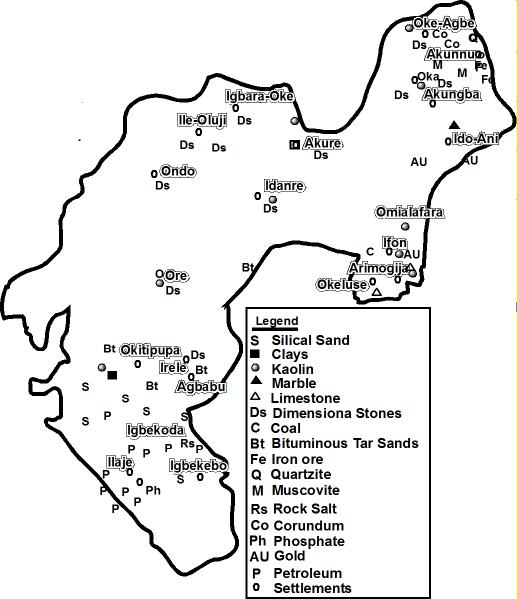 Oke-Agbe
Co
Q
Ds
Co
Akunnu
M
Fe
M
Oka
Ds
Fe
Akungba
Ds
Igbara-Oke
Ds
Ile-Oluji
Ds
Ds
Akure
Ds
Ido-Ani
AU
AU
Ondo
Ds
Idanre
Ds
Omialafara
Ifon
C
AU
Arimogija
Okeluse
Bt
Ore
Ds
Bt
Okitipupa
Ds
Irele
Bt
S
Bt
Agbabu
S
S
P
S
S
Igbekoda
Rs
P
P
P
P
Ilaje
Igbekebo
P
S
P
P
Ph
P
P
Legend
S Silical Sand
Clays
Kaolin
Marble
Limestone
Ds Dimensiona Stones
C Coal
Bt Bituminous Tar Sands
Fe Iron ore
Q Quartzite
M Muscovite
Rs Rock Salt
Co Corundum
Ph Phosphate
AU Gold
P Petroleum
Settlements